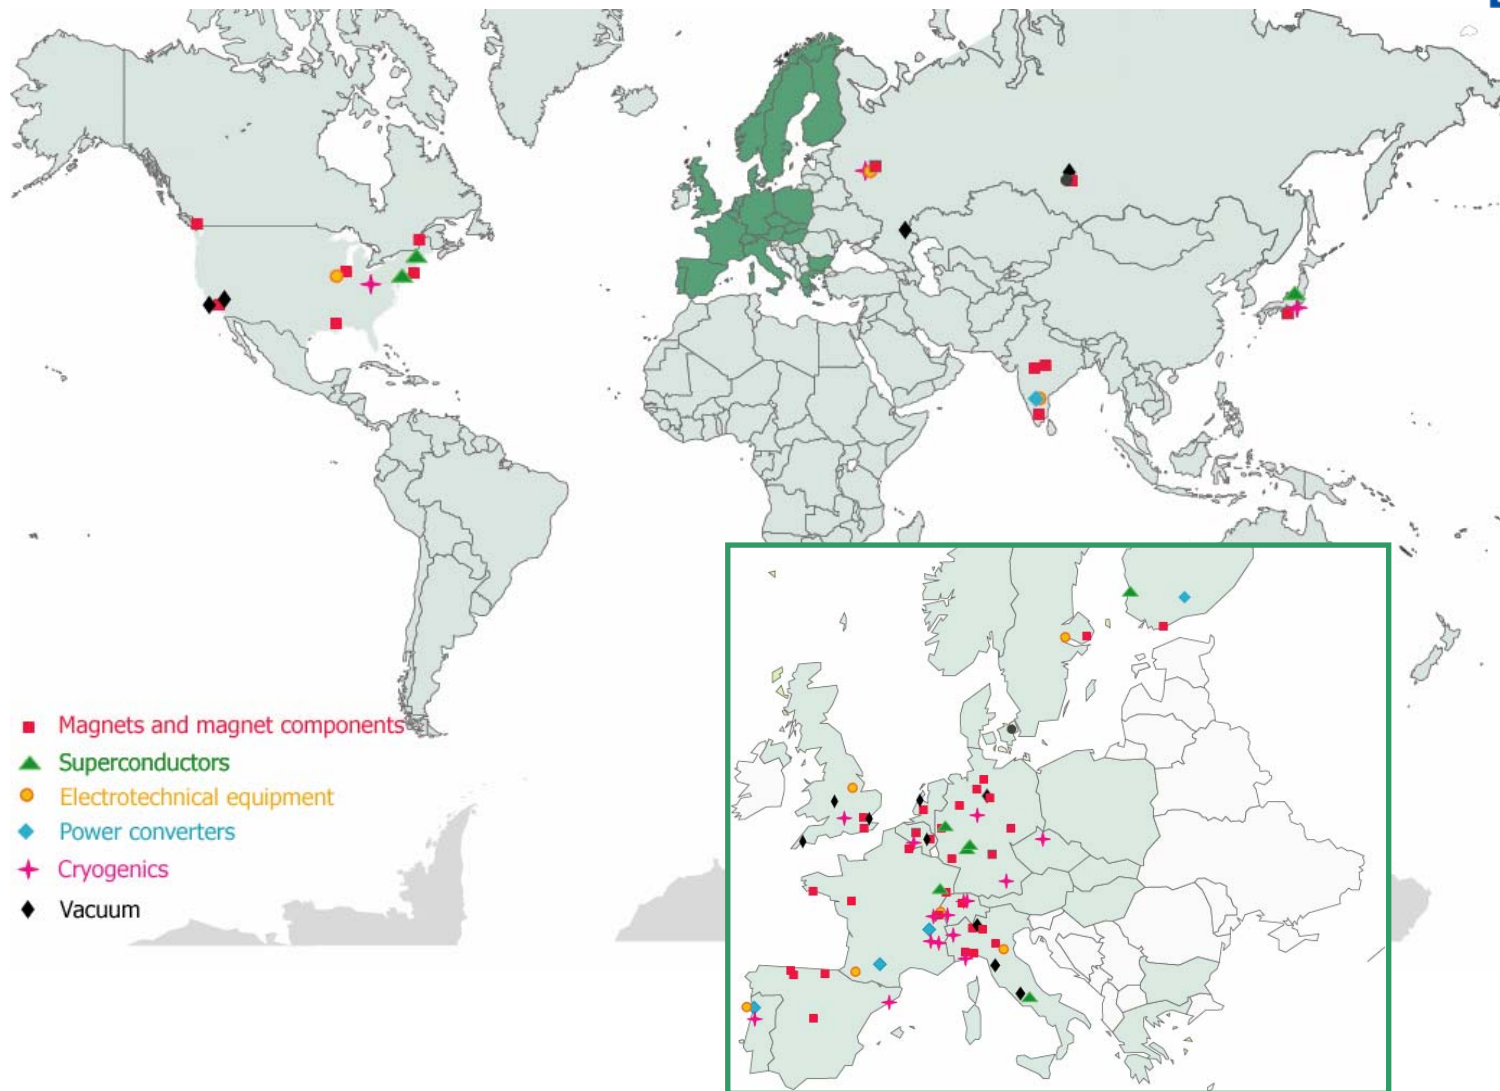 Magnets and magnet components
Superconductors
Electrotechnical equipment
Power converters
Cryogenics
Vacuum